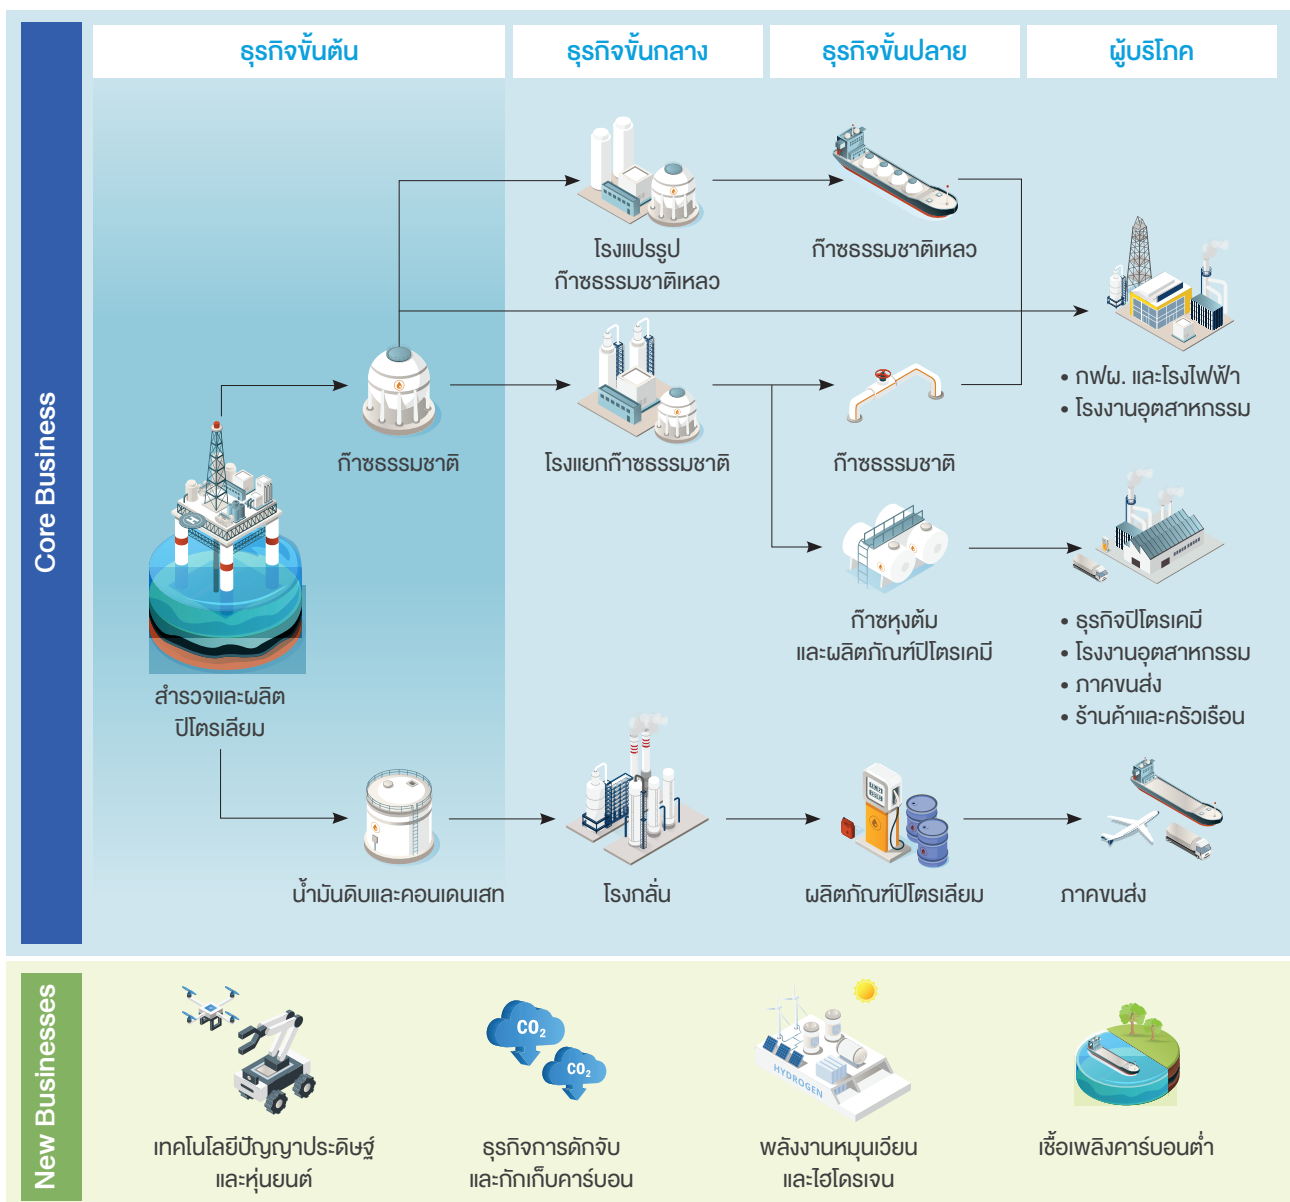 ธุรกิจขั้นต้น
ธุรกิจขั้นกลาง
ธุรกิจขั้นปลาย
ผู้บริโภค
Core Business
โรงแปรรูป
ก๊าซธรรมชาติเหลว
ก๊าซธรรมชาติเหลว
• กฟผ. และโรงไฟฟ้า
• โรงงานอุตสาหกรรม
ก๊าซธรรมชาติ
โรงแยกก๊าซธรรมชาติ
ก๊าซธรรมชาติ
H
ก๊าซหุงต้ม
และผลิตภัณฑ์ปิโตรเคมี
• ธุรกิจปิโตรเคมี
• โรงงานอุตสาหกรรม
• ภาคขนส่ง
• ร้านค้าและครัวเรือน
สำรวจและผลิต
ปิโตรเลียม
น้ำมันดิบและคอนเดนเสท
โรงกลั่น
ผลิตภัณฑ์ปิโตรเลียม
ภาคขนส่ง
New Businesses
CO₂
CO₂
HYDROGEN
เทคโนโลยีปัญญาประดิษฐ์
และหุ่นยนต์
ธุรกิจการดักจับ
และกักเก็บคาร์บอน
พลังงานหมุนเวียน
และไฮโดรเจน
เชื้อเพลิงคาร์บอนต่ำ